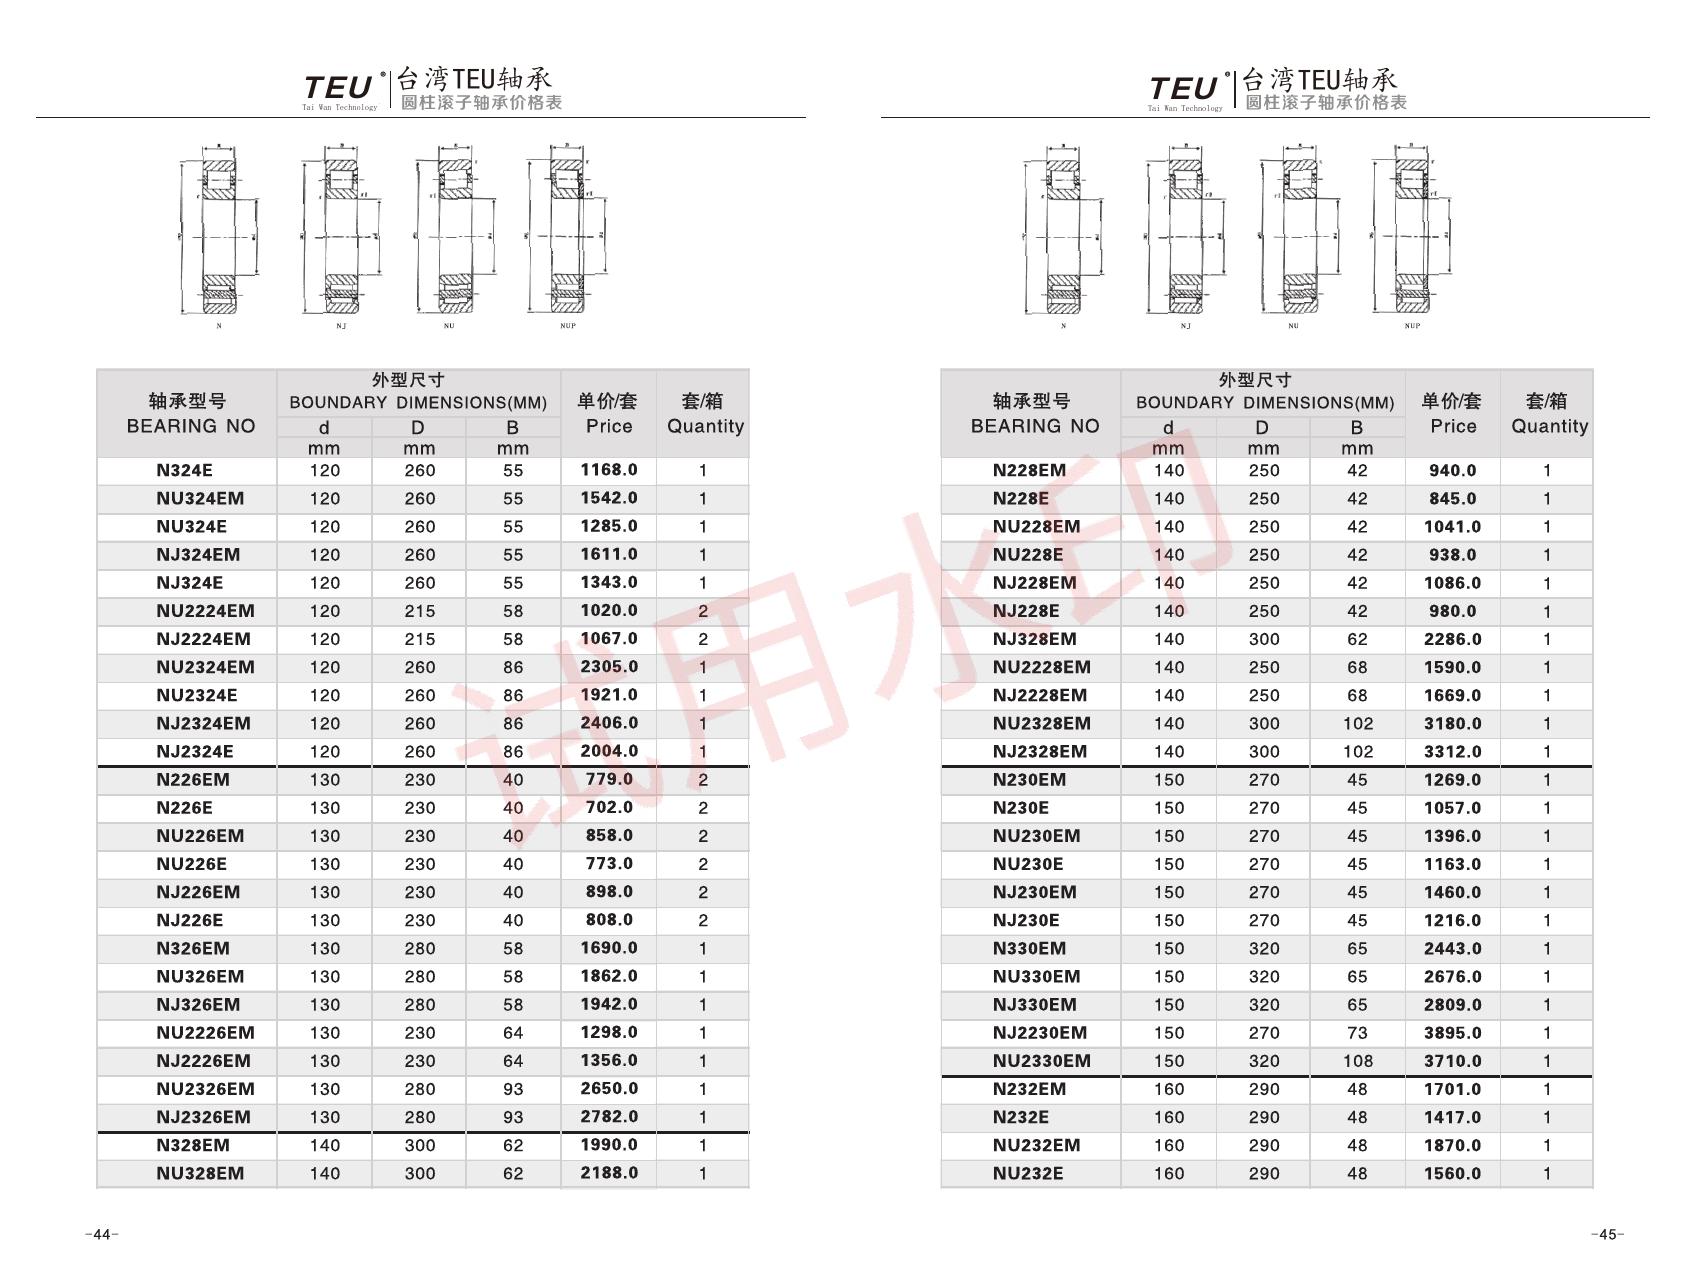 TEU® 台湾TEU轴承
Tai Wan Technology 圆柱滚子轴承价格表
N NJ NU NUP
轴承型号 外型尺寸 单价/套 套/箱
BEARING NO BOUNDARY DIMENSIONS(MM) Price Quantity
d D B
mm mm mm
N324E 120 260 55 1168.0 1
NU324EM 120 260 55 1542.0 1
NU324E 120 260 55 1285.0 1
NJ324EM 120 260 55 1611.0 1
NJ324E 120 260 55 1343.0 1
NU2224EM 120 215 58 1020.0 2
NJ2224EM 120 215 58 1067.0 2
NU2324EM 120 260 86 2305.0 1
NU2324E 120 260 86 1921.0 1
NJ2324EM 120 260 86 2406.0 1
NJ2324E 120 260 86 2004.0 1
N226EM 130 230 40 779.0 2
N226E 130 230 40 702.0 2
NU226EM 130 230 40 858.0 2
NU226E 130 230 40 773.0 2
NJ226EM 130 230 40 898.0 2
NJ226E 130 230 40 808.0 2
N326EM 130 280 58 1690.0 1
NU326EM 130 280 58 1862.0 1
NJ326EM 130 280 58 1942.0 1
NU2226EM 130 230 64 1298.0 1
NJ2226EM 130 230 64 1356.0 1
NU2326EM 130 280 93 2650.0 1
NJ2326EM 130 280 93 2782.0 1
N328EM 140 300 62 1990.0 1
NU328EM 140 300 62 2188.0 1
-44-
TEU® 台湾TEU轴承
Tai Wan Technology 圆柱滚子轴承价格表
N NJ NU NUP
轴承型号 外型尺寸 单价/套 套/箱
BEARING NO BOUNDARY DIMENSIONS(MM) Price Quantity
d D B
mm mm mm
N228EM 140 250 42 940.0 1
N228E 140 250 42 845.0 1
NU228EM 140 250 42 1041.0 1
NU228E 140 250 42 938.0 1
NJ228EM 140 250 42 1086.0 1
NJ228E 140 250 42 980.0 1
NJ328EM 140 300 62 2286.0 1
NU2228EM 140 250 68 1590.0 1
NJ2228EM 140 250 68 1669.0 1
NU2328EM 140 300 102 3180.0 1
NJ2328EM 140 300 102 3312.0 1
N230EM 150 270 45 1269.0 1
N230E 150 270 45 1057.0 1
NU230EM 150 270 45 1396.0 1
NU230E 150 270 45 1163.0 1
NJ230EM 150 270 45 1460.0 1
NJ230E 150 270 45 1216.0 1
N330EM 150 320 65 2443.0 1
NU330EM 150 320 65 2676.0 1
NJ330EM 150 320 65 2809.0 1
NJ2230EM 150 270 73 3895.0 1
NU2330EM 150 320 108 3710.0 1
N232EM 160 290 48 1701.0 1
N232E 160 290 48 1417.0 1
NU232EM 160 290 48 1870.0 1
NU232E 160 290 48 1560.0 1
-45-
试用水印